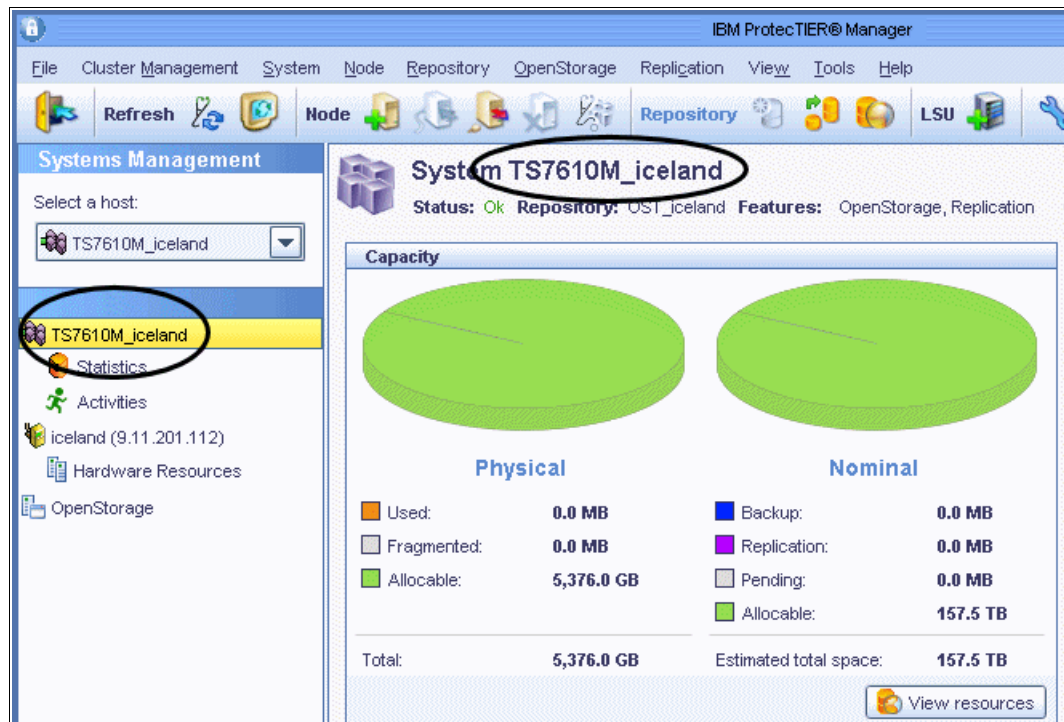 IBM ProtecTIER® Manager
File Cluster Management System Node Repository OpenStorage Replication View Tools Help
Refresh Node Repository LSU
Systems Management
Select a host:
TS7610M_iceland
TS7610M_iceland
Statistics
Activities
iceland (9.11.201.112)
Hardware Resources
OpenStorage
System TS7610M_iceland
Status: Ok Repository: OST_iceland Features: OpenStorage, Replication
Capacity
Physical
Used: 0.0 MB
Fragmented: 0.0 MB
Allocable: 5,376.0 GB
Total: 5,376.0 GB
Nominal
Backup: 0.0 MB
Replication: 0.0 MB
Pending: 0.0 MB
Allocable: 157.5 TB
Estimated total space: 157.5 TB
View resources